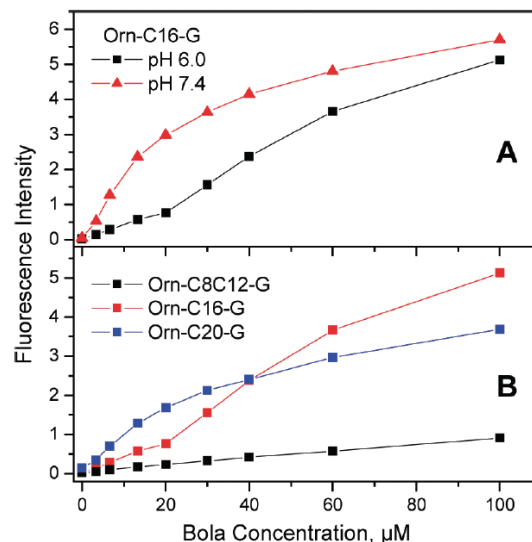 Orn-C16-G
pH 6.0
pH 7.4
A
6
5
4
3
2
1
0
Fluorescence Intensity
Orn-C8C12-G
Orn-C16-G
Orn-C20-G
B
5
4
3
2
1
0
0 20 40 60 80 100
Bola Concentration, µM